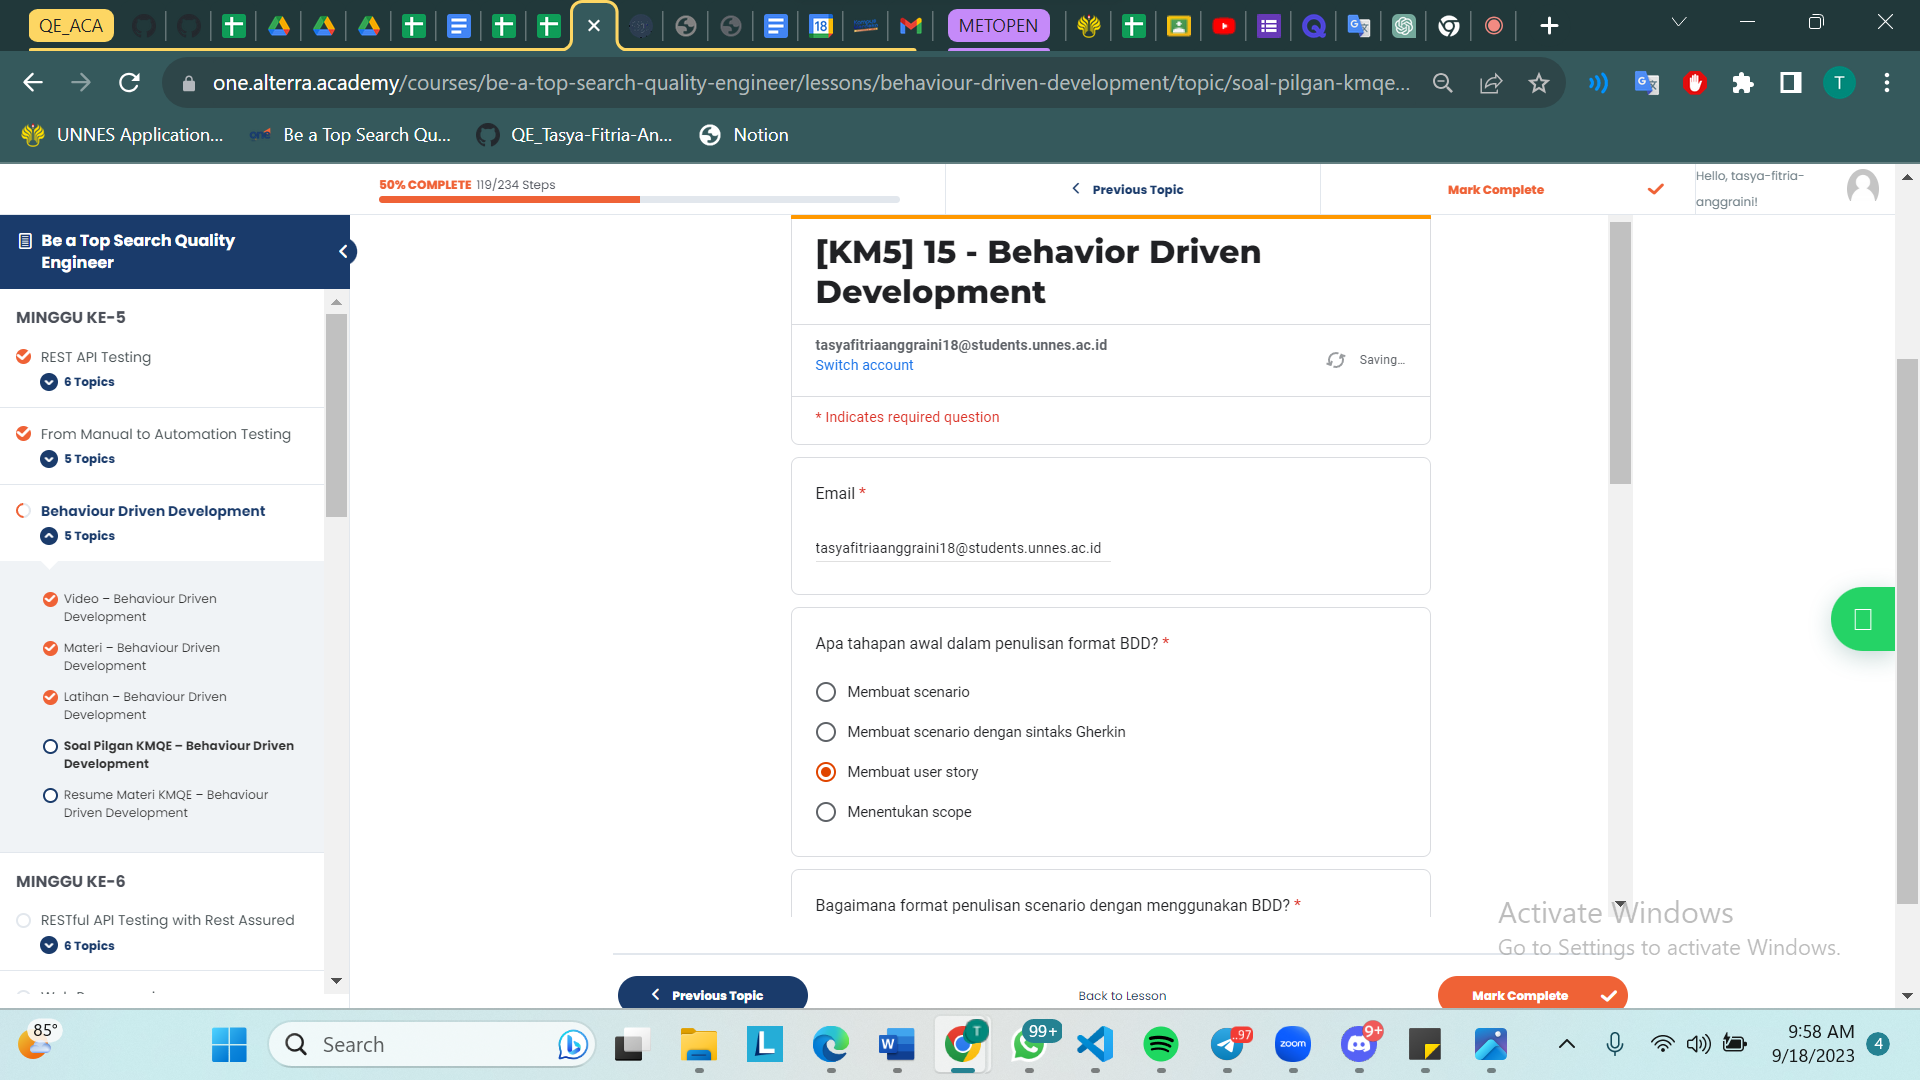 QE_ACA
METOPEN
one.alterra.academy/courses/be-a-top-search-quality-engineer/lessons/behaviour-driven-development/topic/soal-pilgan-kmqe...
UNNES Application...
Be a Top Search Qu...
QE_Tasya-Fitria-An...
Notion
50% COMPLETE 119/234 Steps
Previous Topic
Mark Complete
Hello, tasya-fitria-
anggraini!
Be a Top Search Quality
Engineer
MINGGU KE-5
REST API Testing
6 Topics
From Manual to Automation Testing
5 Topics
Behaviour Driven Development
5 Topics
Video – Behaviour Driven
Development
Materi – Behaviour Driven
Development
Latihan – Behaviour Driven
Development
Soal Pilgan KMQE – Behaviour Driven
Development
Resume Materi KMQE – Behaviour
Driven Development
MINGGU KE-6
RESTful API Testing with Rest Assured
6 Topics
[KM5] 15 - Behavior Driven
Development
tasyafitriaanggraini18@students.unnes.ac.id
Switch account
Saving...
* Indicates required question
Email *
tasyafitriaanggraini18@students.unnes.ac.id
Apa tahapan awal dalam penulisan format BDD? *
Membuat scenario
Membuat scenario dengan sintaks Gherkin
Membuat user story
Menentukan scope
Bagaimana format penulisan scenario dengan menggunakan BDD? *
Activate Windows
Go to Settings to activate Windows.
Previous Topic
Back to Lesson
Mark Complete
85°
Search
99+
..97
zoom
9+
9:58 AM
9/18/2023
4